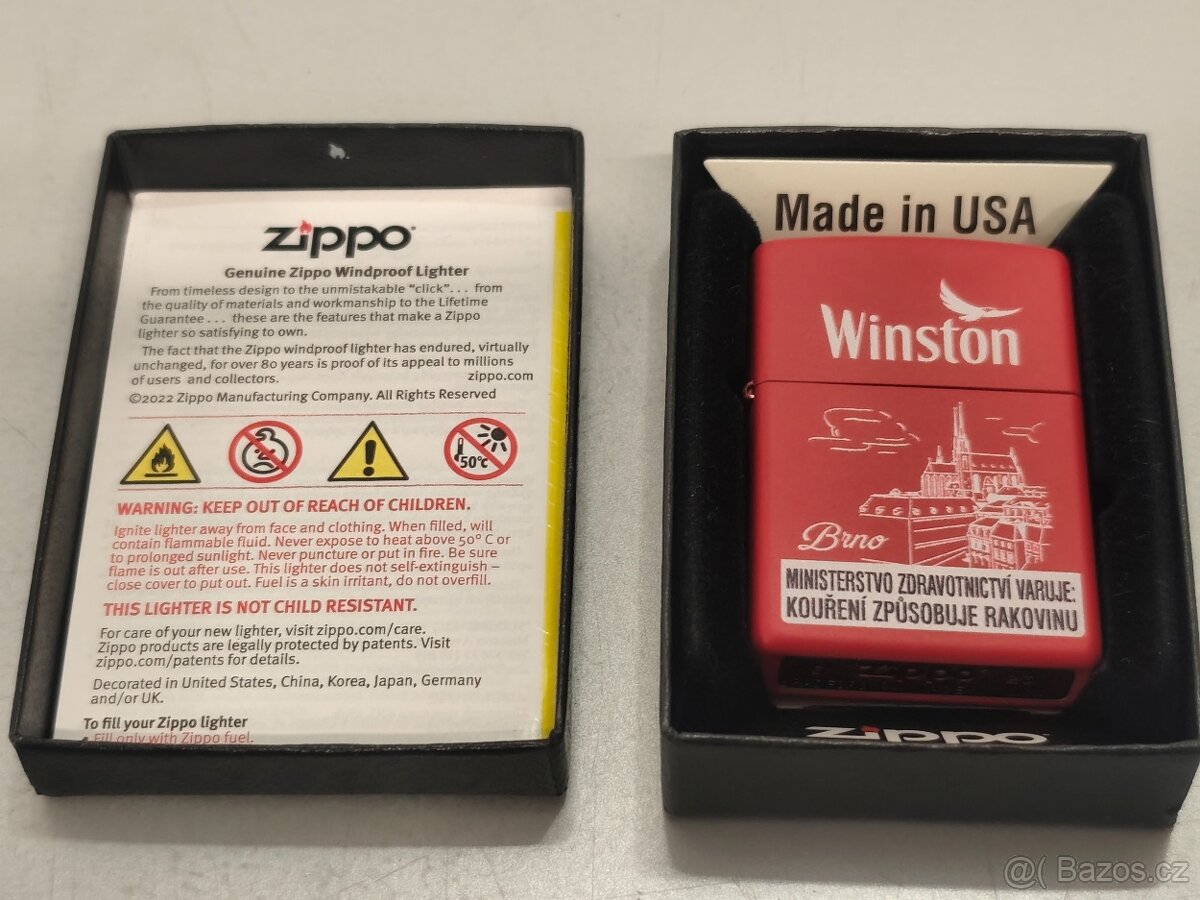 zippo
Genuine Zippo Windproof Lighter
From timeless design to the unmistakable “click”. . . from
the quality of materials and workmanship to the Lifetime
Guarantee . . . these are the features that make a Zippo
lighter so satisfying to own.
The fact that the Zippo windproof lighter has endured, virtually
unchanged, for over 80 years is proof of its appeal to millions
of users and collectors.
zippo.com
©2022 Zippo Manufacturing Company. All Rights Reserved
50°C
WARNING: KEEP OUT OF REACH OF CHILDREN.
Ignite lighter away from face and clothing. When filled, will
contain flammable fluid. Never expose to heat above 50° C or
to prolonged sunlight. Never puncture or put in fire. Be sure
flame is out after use. This lighter does not self-extinguish –
close cover to put out. Fuel is a skin irritant, do not overfill.
THIS LIGHTER IS NOT CHILD RESISTANT.
For care of your new lighter, visit zippo.com/care.
Zippo products are legally protected by patents. Visit
zippo.com/patents for details.
Decorated in United States, China, Korea, Japan, Germany
and/or UK.
To fill your Zippo lighter
• Fill only with Zippo fuel.
Made in USA
Winston
Brno
MINISTERSTVO ZDRAVOTNICTVÍ VARUJE:
KOUŘENÍ ZPŮSOBUJE RAKOVINU
zippo
zippo
@( Bazos.cz